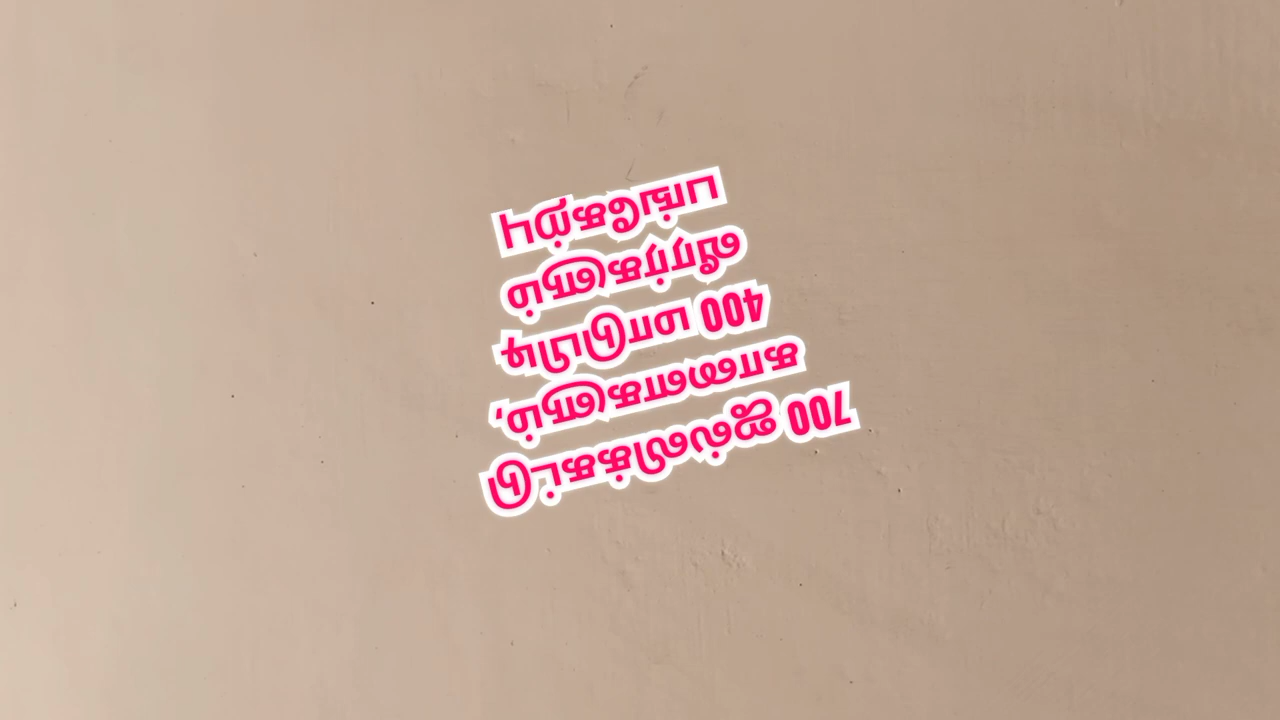 700 ஜல்லிக்கட்டு
காளைகளும்,
400 மாடுபிடி
வீரர்களும்
பங்கேற்பு